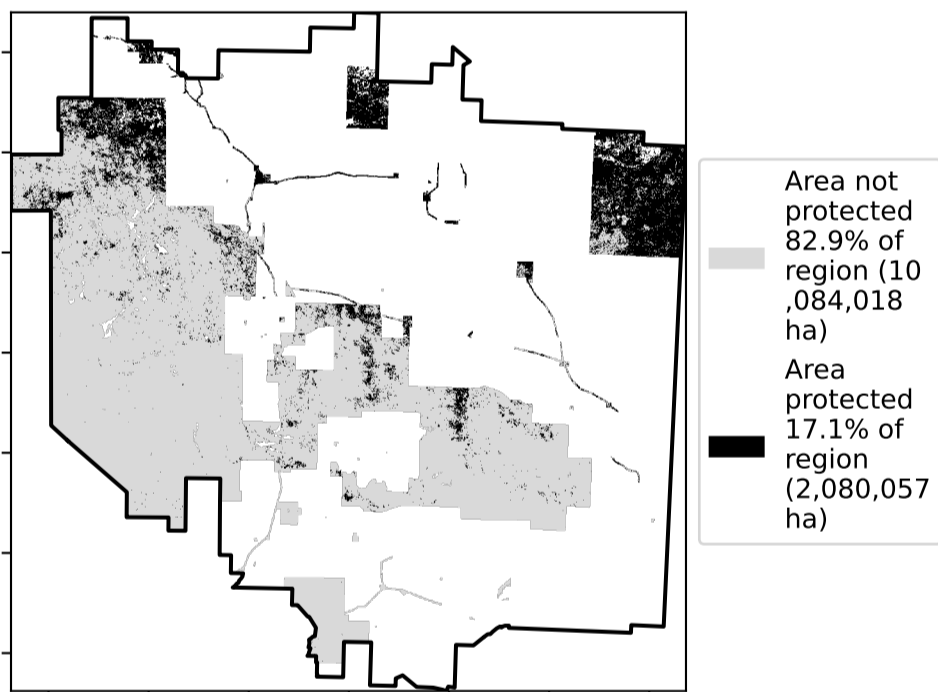 Area not
protected
82.9% of
region (10
,084,018
ha)
Area
protected
17.1% of
region
(2,080,057
ha)